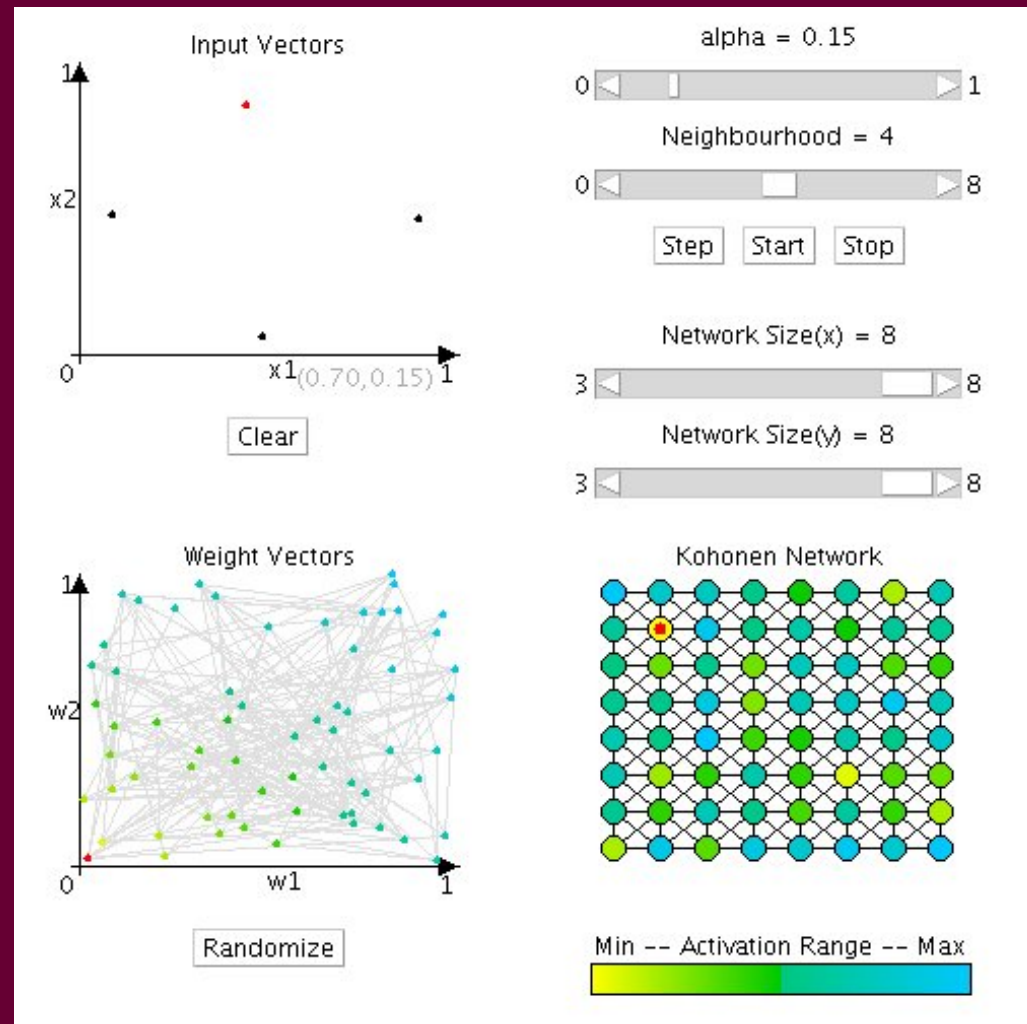 Input Vectors
1
x2
0
x1
(0.70,0.15)
1
Clear
alpha = 0.15
0
1
Neighbourhood = 4
0
8
Step
Start
Stop
Network Size(x) = 8
3
8
Network Size(y) = 8
3
8
Weight Vectors
1
w2
0
w1
1
Randomize
Kohonen Network
Min -- Activation Range -- Max